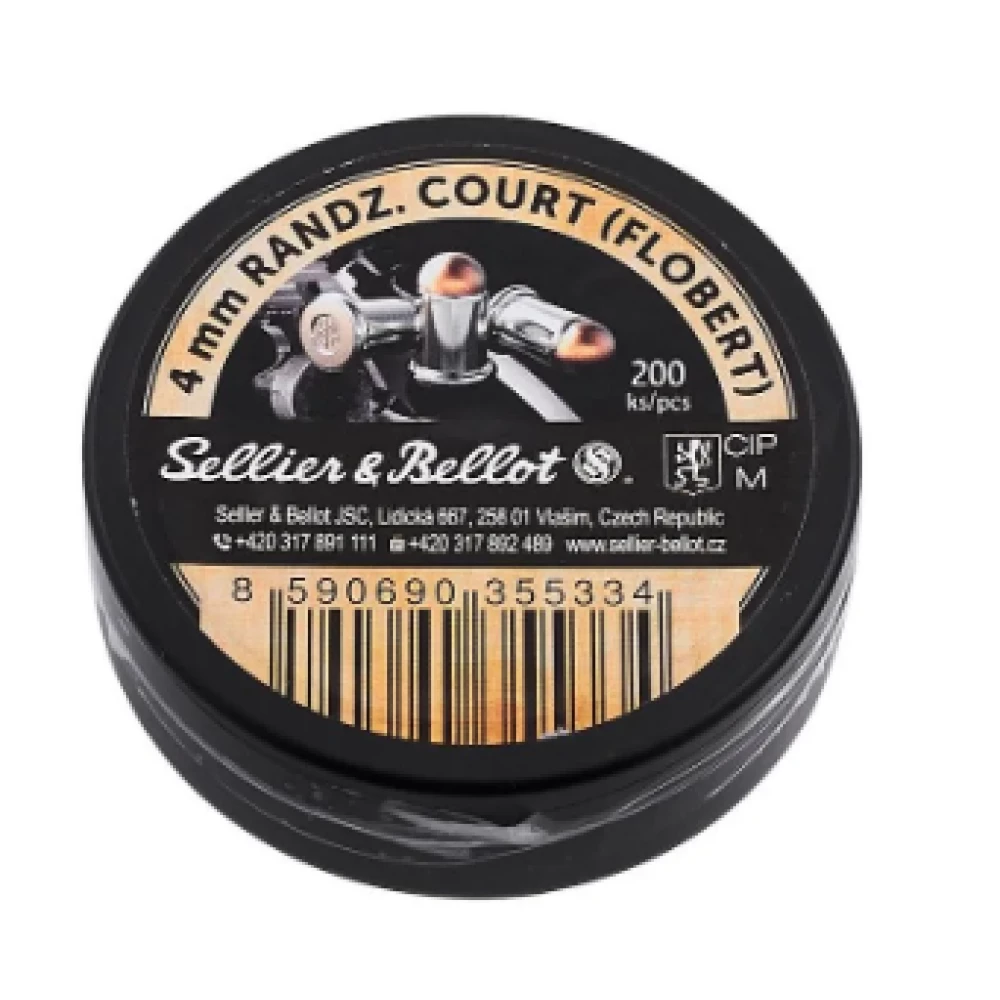 4 mm RANDZ. COURT (FLOBERT)
200
ks/pcs
Sellier & Bellot
CIP
M
Sellier & Bellot JSC, Lidická 667, 258 01 Vlašim, Czech Republic
+420 317 891 111 +420 317 892 489 www.sellier-bellot.cz
8 590690 355334